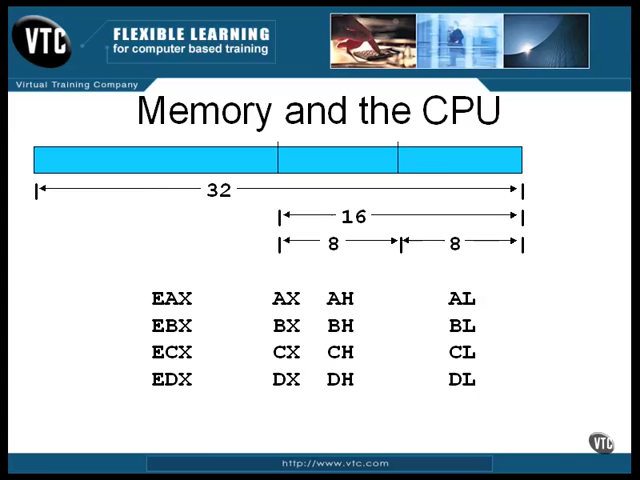 VTC
FLEXIBLE LEARNING
for computer based training
Virtual Training Company
Memory and the CPU
32
16
8 8
EAX AX AH AL
EBX BX BH BL
ECX CX CH CL
EDX DX DH DL
VTC
http://www.vtc.com